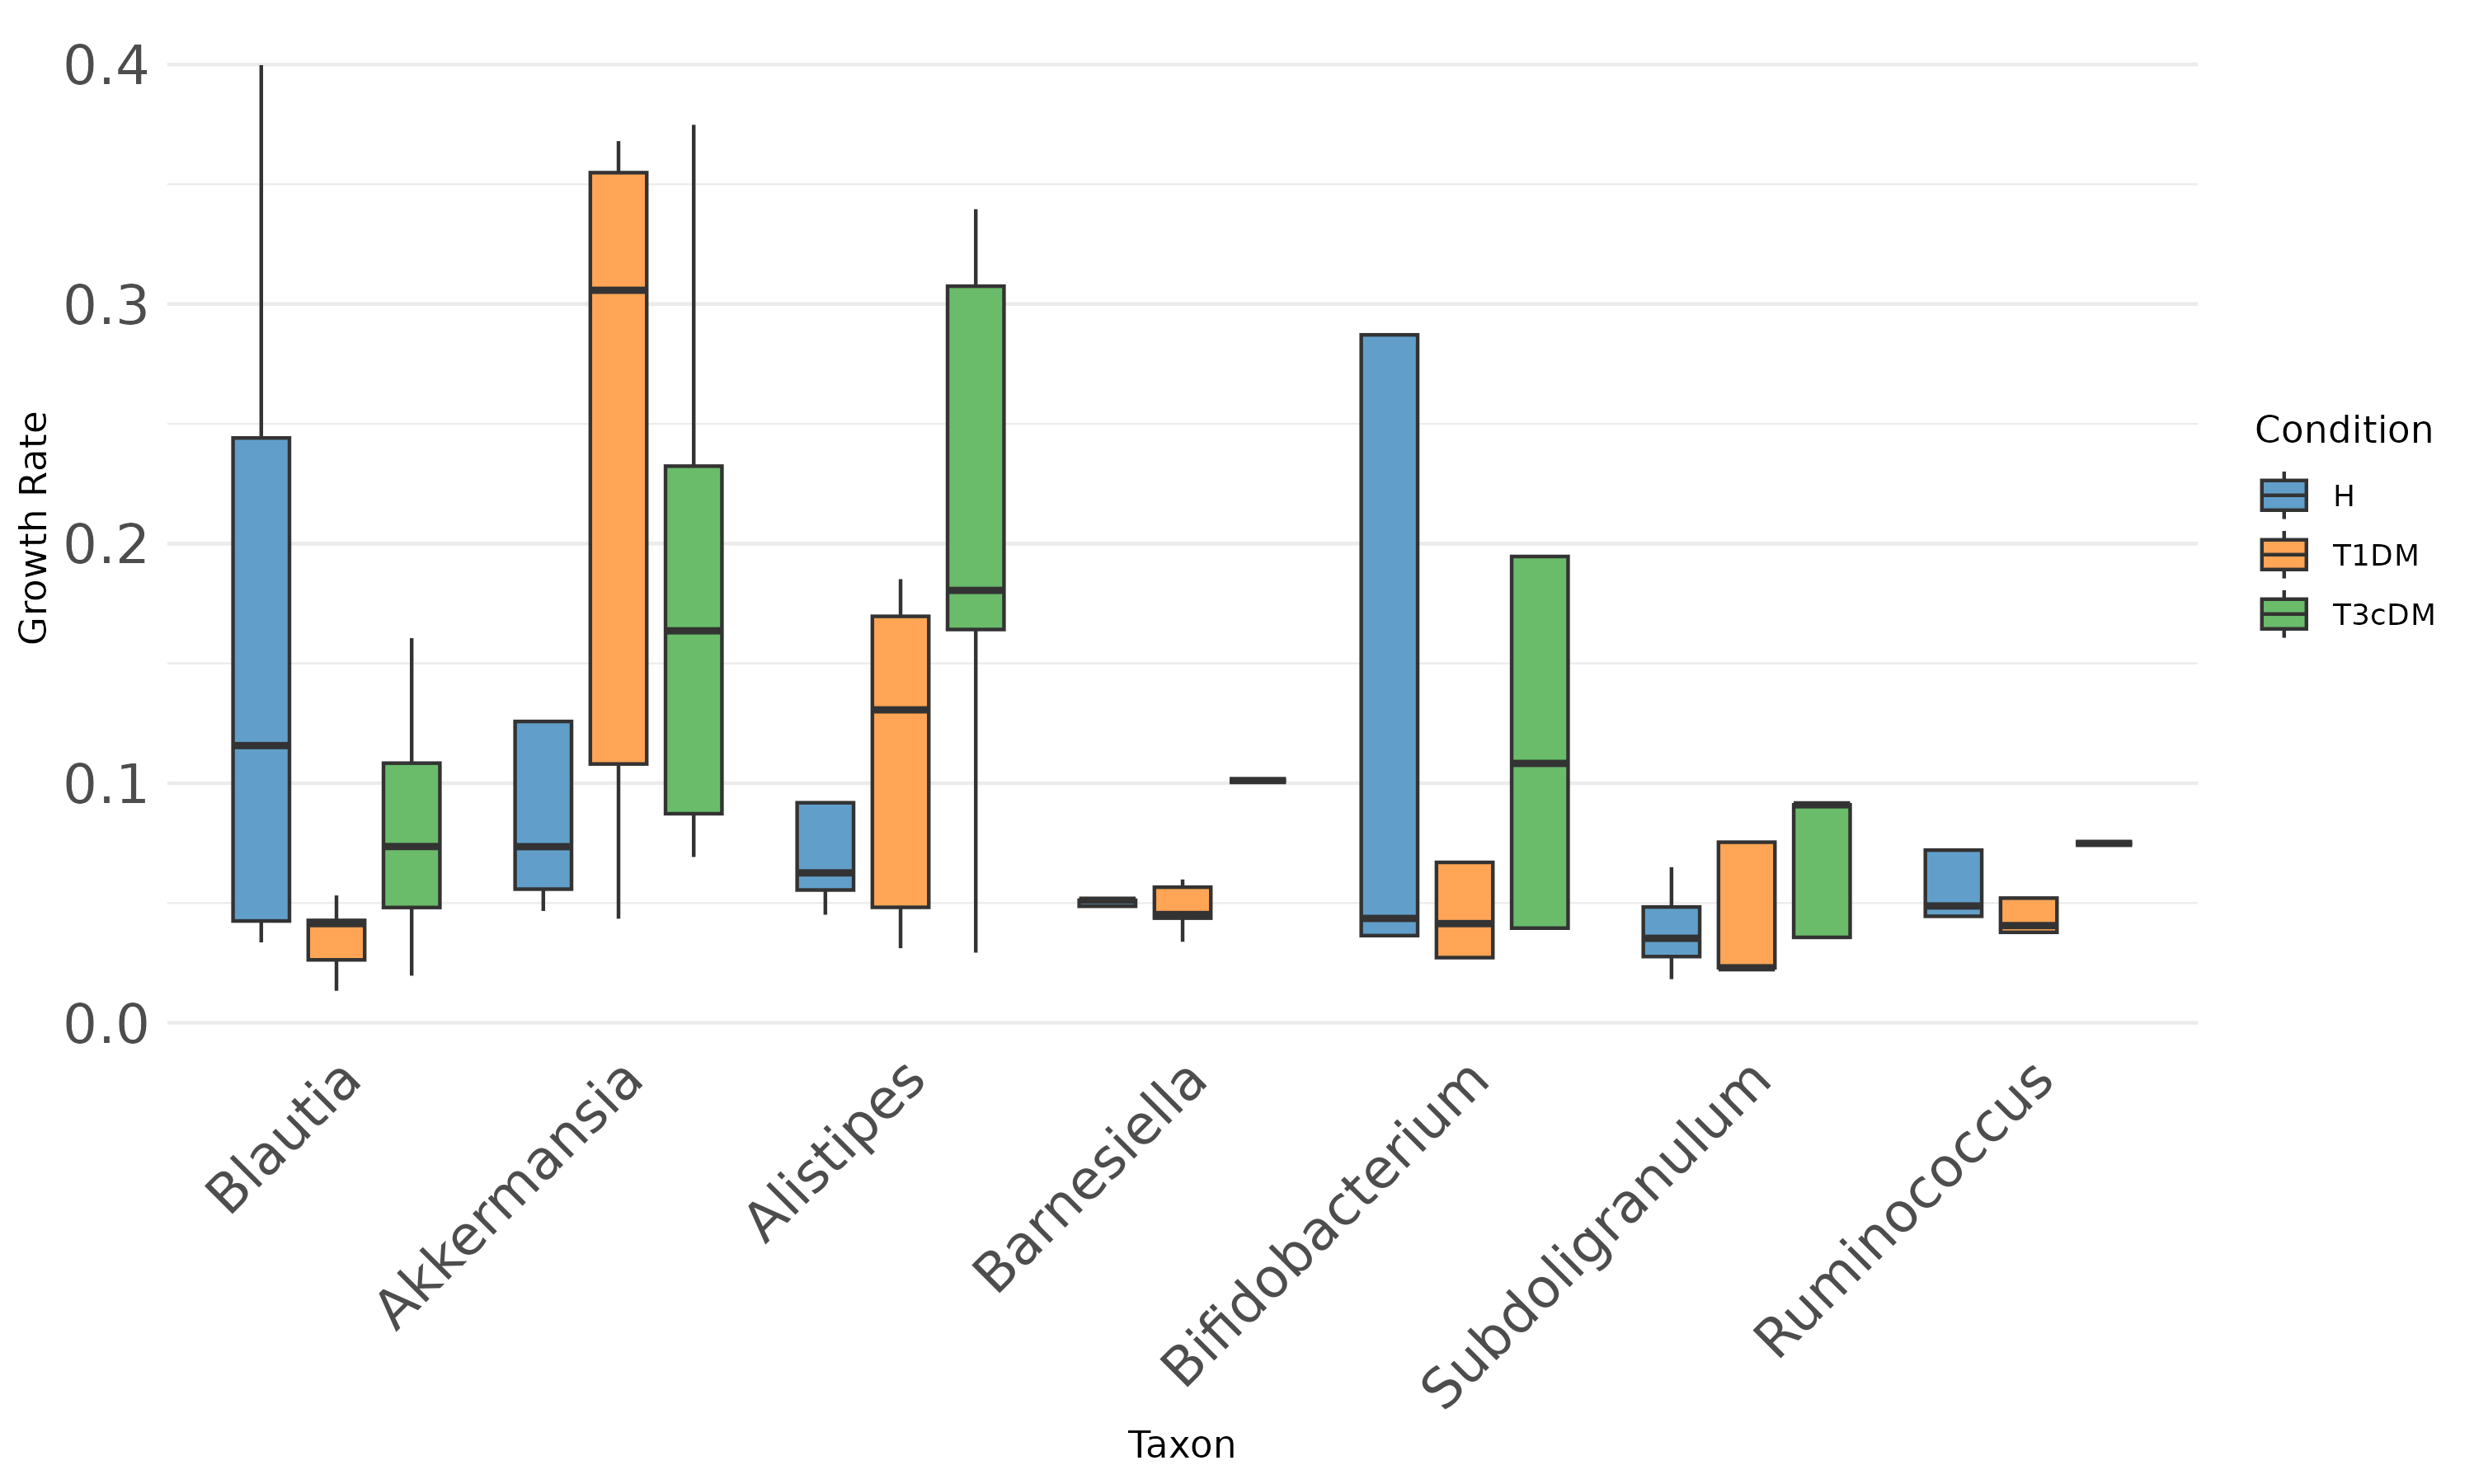 0.4
0.3
0.2
0.1
0.0
Growth Rate
Blautia
Akkermansia
Alistipes
Barnesiella
Bifidobacterium
Subdoligranulum
Ruminococcus
Taxon
Condition
H
T1DM
T3cDM